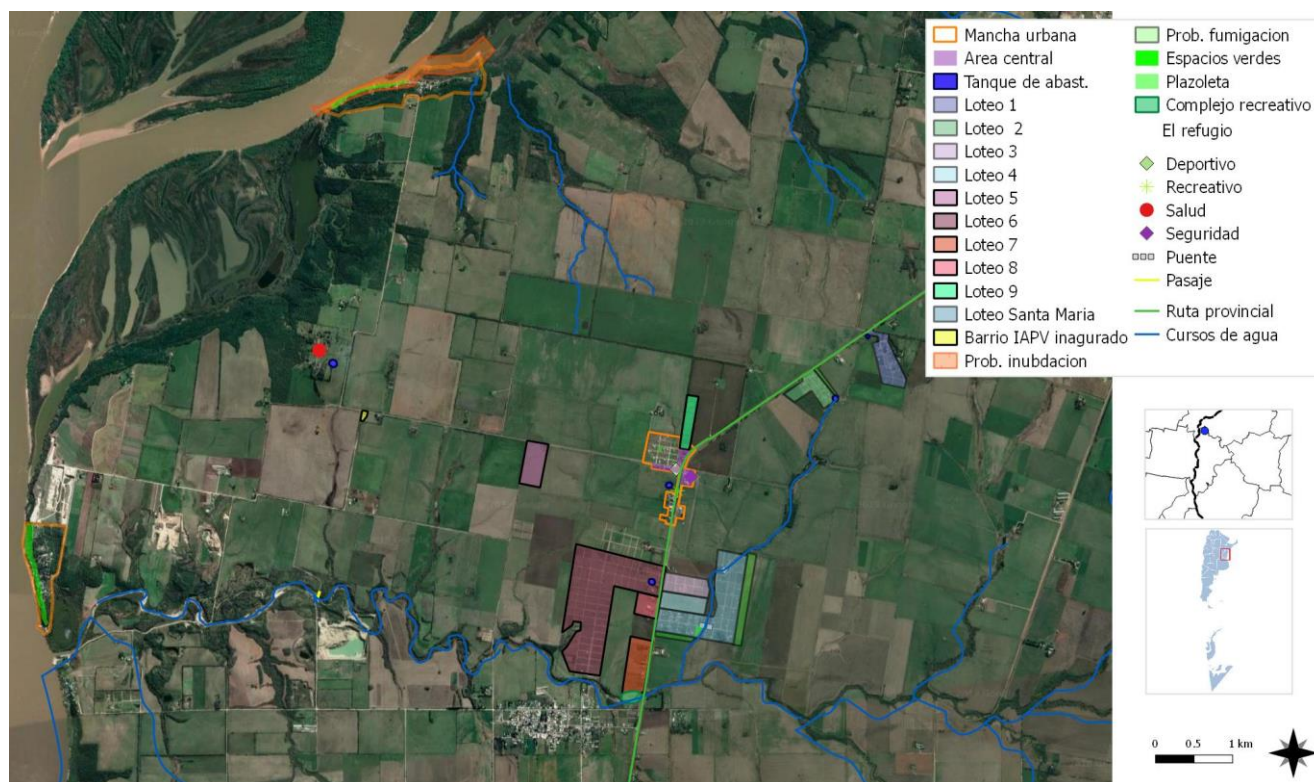 Mancha urbana
Area central
Tanque de abast.
Loteo 1
Loteo 2
Loteo 3
Loteo 4
Loteo 5
Loteo 6
Loteo 7
Loteo 8
Loteo 9
Loteo Santa Maria
Barrio IAPV inagurado
Prob. inubdacion
Prob. fumigacion
Espacios verdes
Plazoleta
Complejo recreativo
El refugio
Deportivo
Recreativo
Salud
Seguridad
Puente
Pasaje
Ruta provincial
Cursos de agua
0 0.5 1 km